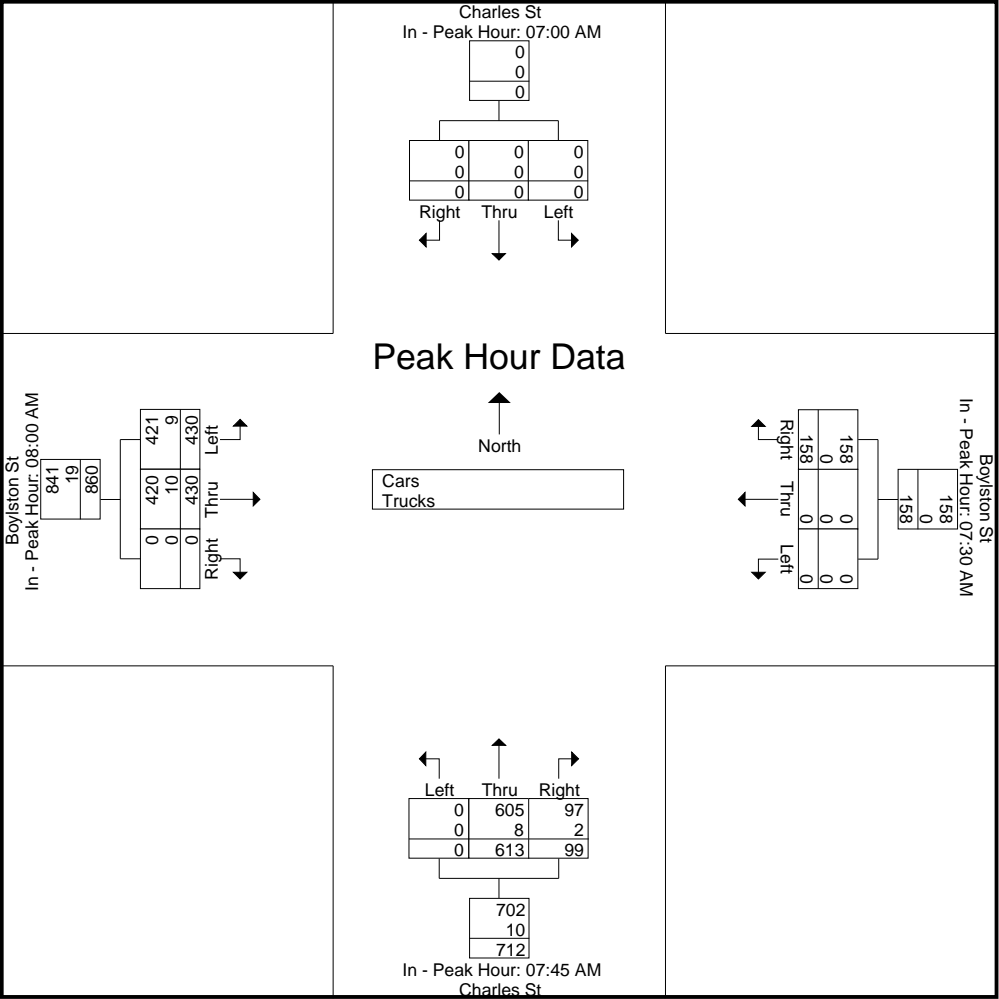 Charles St
In - Peak Hour: 07:00 AM
0
0
0
0 0 0
0 0 0
0 0 0
Right Thru Left
Peak Hour Data
North
Cars
Trucks
Boylston St
In - Peak Hour: 08:00 AM
841
19
860
421 9 430 Left
420 10 430 Thru
0 0 0 Right
Boylston St
In - Peak Hour: 07:30 AM
158
0
158
Right 158 0 158
Thru 0 0 0
Left 0 0 0
Left Thru Right
0 605 97
0 8 2
0 613 99
702
10
712
In - Peak Hour: 07:45 AM
Charles St